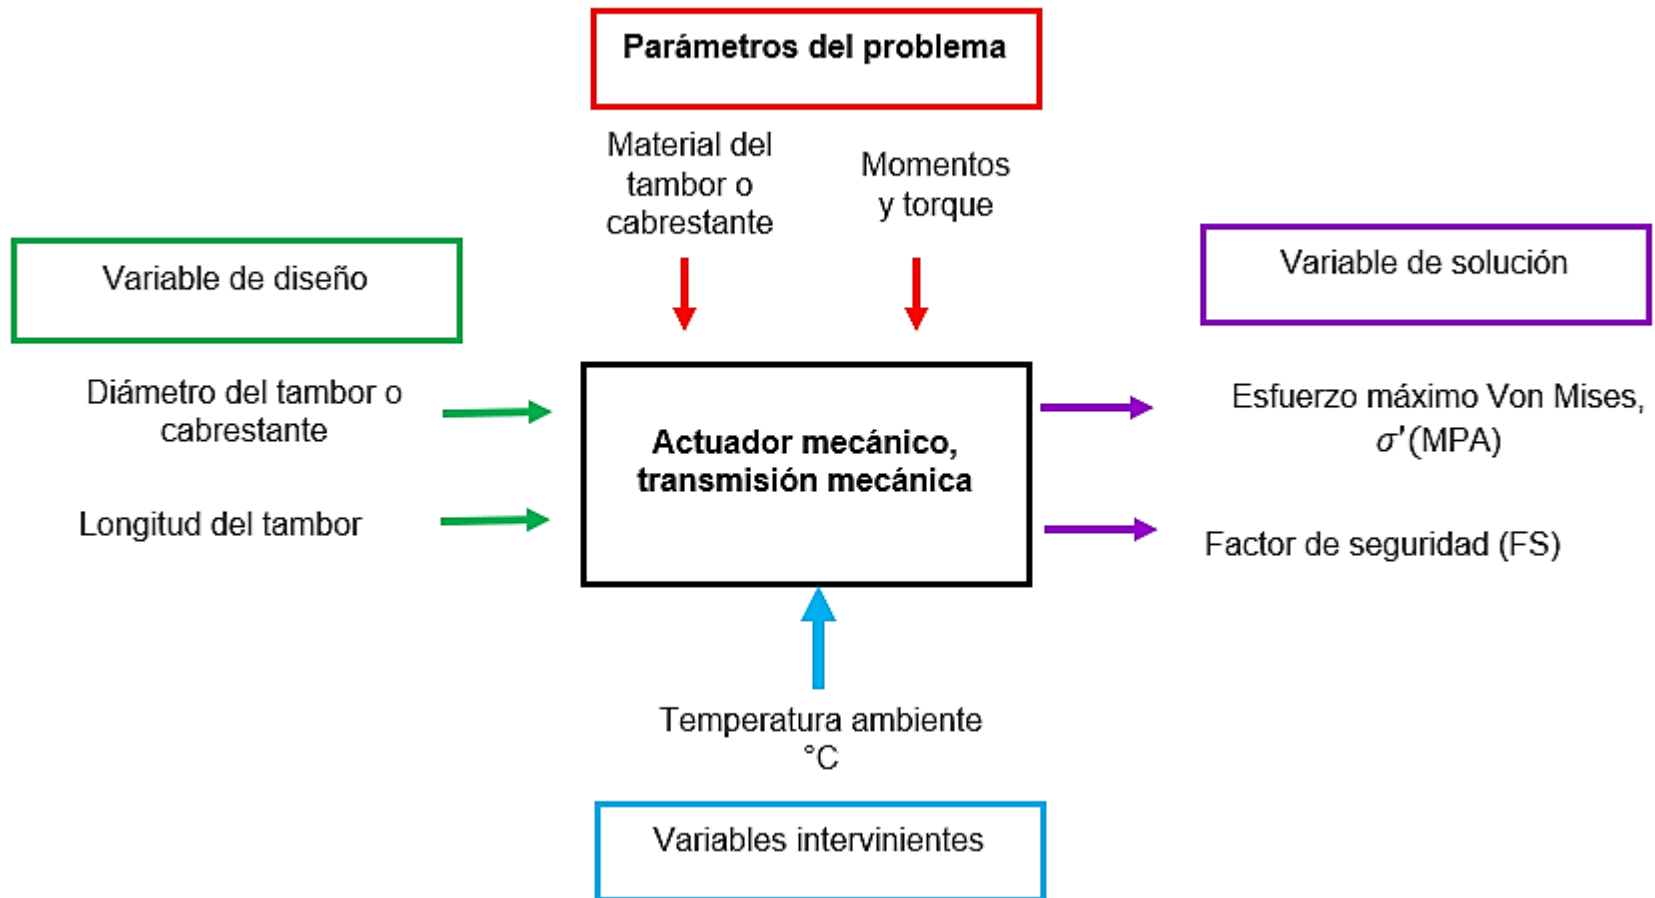 Parámetros del problema
Material del
tambor o
cabrestante
Momentos
y torque
Variable de diseño
Variable de solución
Diámetro del tambor o
cabrestante
Longitud del tambor
Actuador mecánico,
transmisión mecánica
Esfuerzo máximo Von Mises,
σ'(MPA)
Factor de seguridad (FS)
Temperatura ambiente
°C
Variables intervinientes